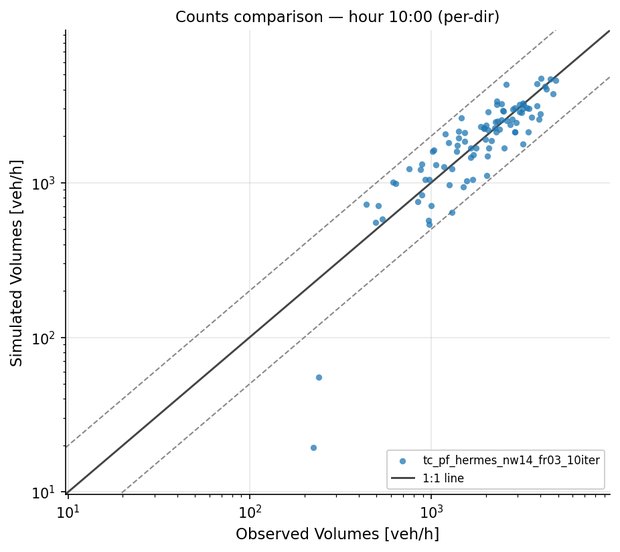 Counts comparison — hour 10:00 (per-dir)
Simulated Volumes [veh/h]
10³
10²
10¹
tc_pf_hermes_nw14_fr03_10iter
1:1 line
10¹ 10² 10³
Observed Volumes [veh/h]